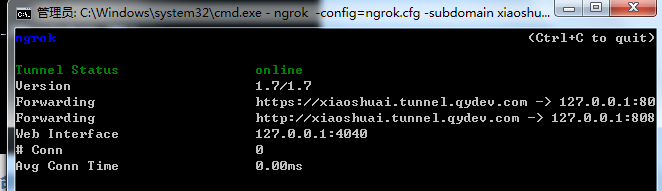 管理员: C:\Windows\system32\cmd.exe - ngrok -config=ngrok.cfg -subdomain xiaoshu...
ngrok (Ctrl+C to quit)
Tunnel Status online
Version 1.7/1.7
Forwarding https://xiaoshuai.tunnel.qydev.com -> 127.0.0.1:80
Forwarding http://xiaoshuai.tunnel.qydev.com -> 127.0.0.1:808
Web Interface 127.0.0.1:4040
# Conn 0
Avg Conn Time 0.00ms